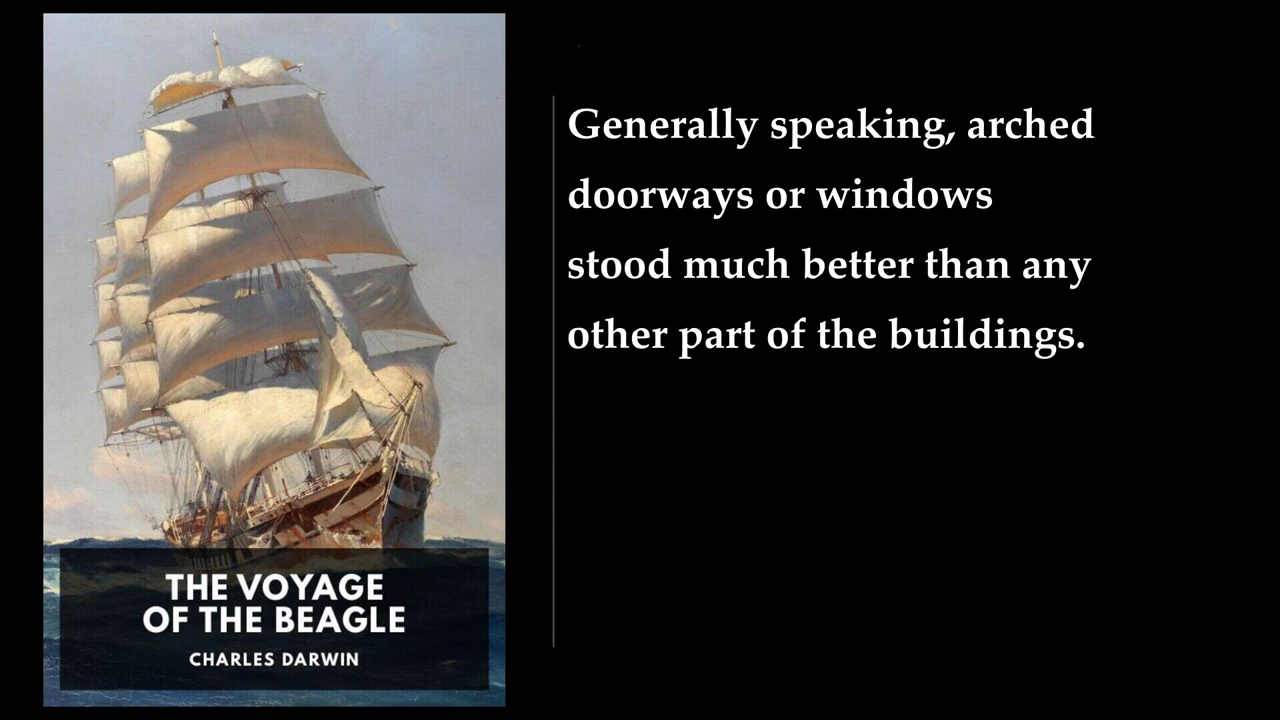 Generally speaking, arched
doorways or windows
stood much better than any
other part of the buildings.
THE VOYAGE
OF THE BEAGLE
CHARLES DARWIN